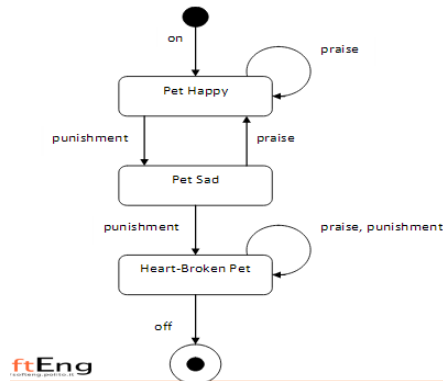 on
praise
Pet Happy
punishment
praise
Pet Sad
punishment
praise, punishment
Heart-Broken Pet
off
ftEng